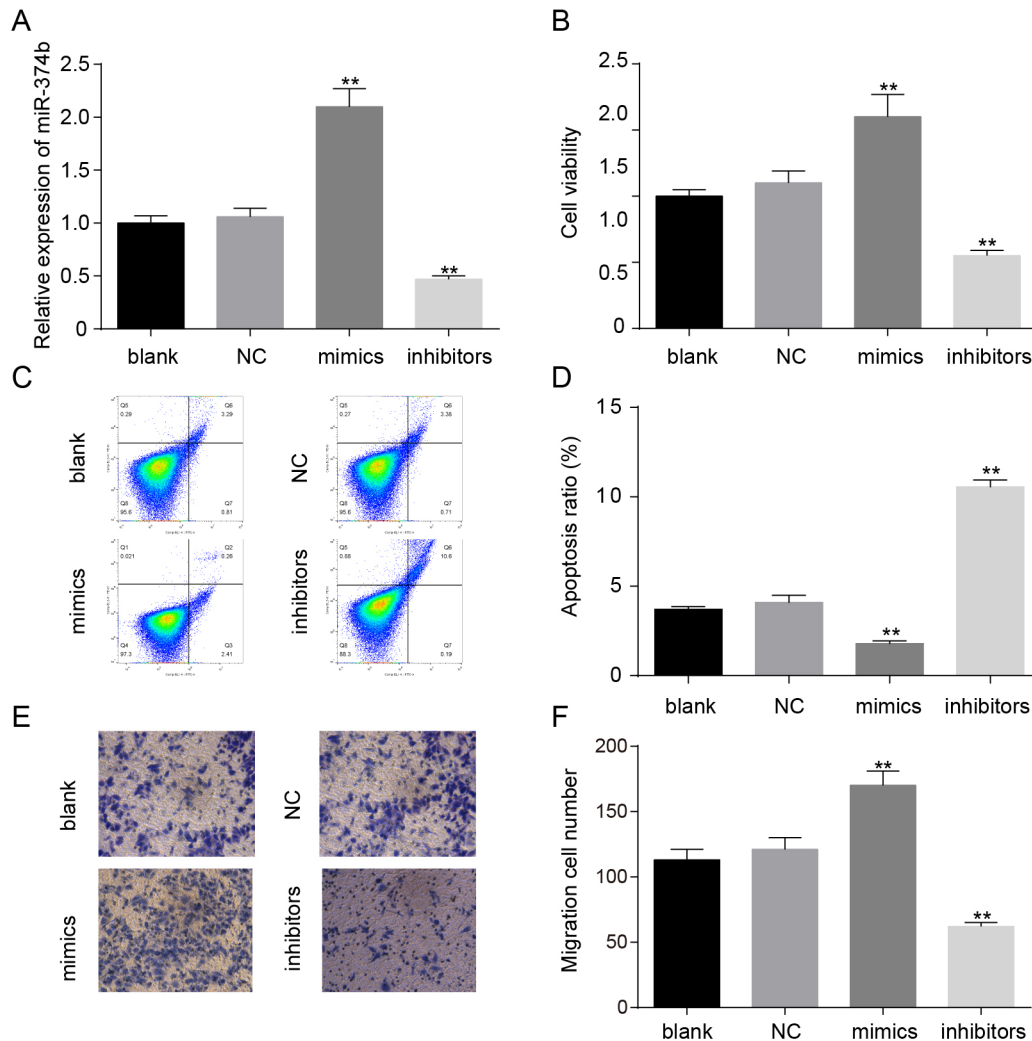 A
Relative expression of miR-374b
2.5
2.0
1.5
1.0
0.5
0
**
**
blank NC mimics inhibitors
B
Cell viability
2.5
2.0
1.5
1.0
0.5
0
**
**
blank NC mimics inhibitors
C
blank
Q5
0.29
Q6
3.29
Q8
95.6
Q7
0.81
NC
Q5
0.27
Q6
3.38
Q8
95.6
Q7
0.71
mimics
Q1
0.021
Q2
0.26
Q4
97.3
Q3
2.41
inhibitors
Q5
0.88
Q6
10.6
Q8
88.3
Q7
0.19
D
Apoptosis ratio (%)
15
10
5
0
**
**
blank NC mimics inhibitors
E
blank
NC
mimics
inhibitors
F
Migration cell number
200
150
100
50
0
**
**
blank NC mimics inhibitors